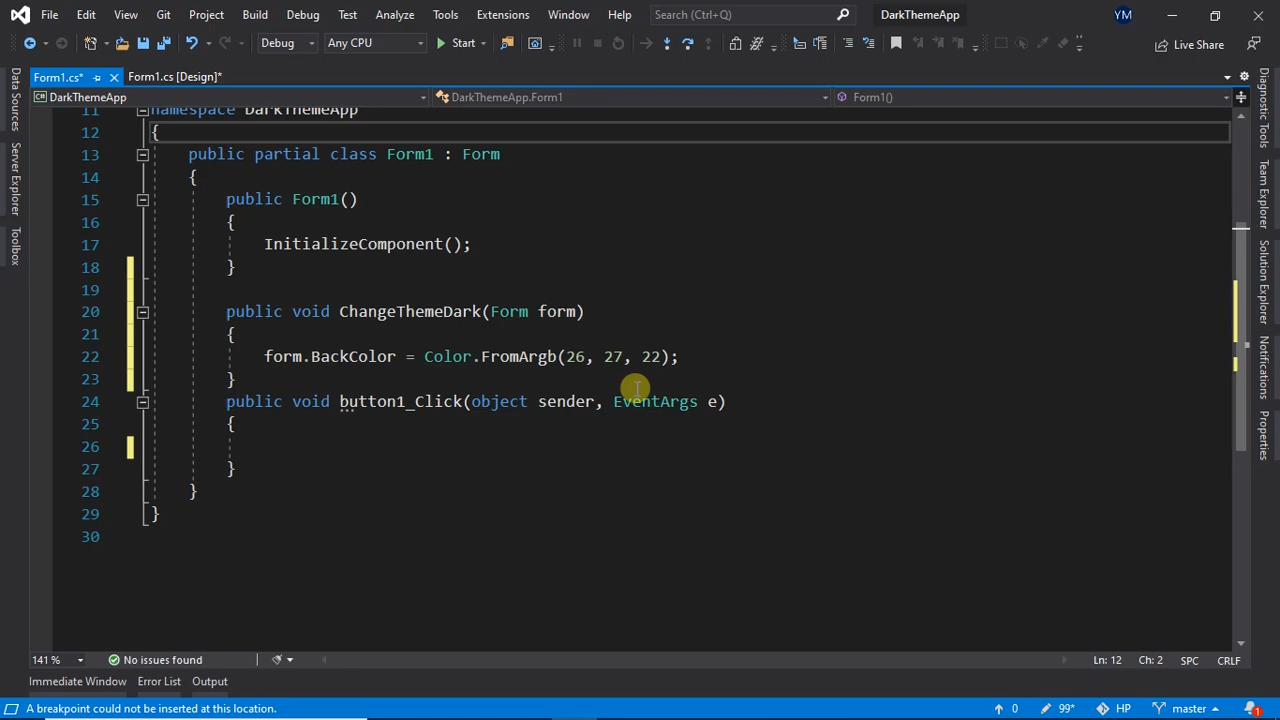 File Edit View Git Project Build Debug Test Analyze Tools Extensions Window Help Search (Ctrl+Q) DarkThemeApp YM
Debug Any CPU Start Live Share
Form1.cs* Form1.cs [Design]*
DarkThemeApp DarkThemeApp.Form1 Form1()
11 namespace DarkThemeApp
12 {
13 public partial class Form1 : Form
14 {
15 public Form1()
16 {
17 InitializeComponent();
18 }
19
20 public void ChangeThemeDark(Form form)
21 {
22 form.BackColor = Color.FromArgb(26, 27, 22);
23 }
24 public void button1_Click(object sender, EventArgs e)
25 {
26
27 }
28 }
29 }
30
Data Sources
Server Explorer
Toolbox
Diagnostic Tools
Team Explorer
Solution Explorer
Notifications
Properties
141 % No issues found Ln: 12 Ch: 2 SPC CRLF
Immediate Window Error List Output
A breakpoint could not be inserted at this location. 0 99* HP master 1